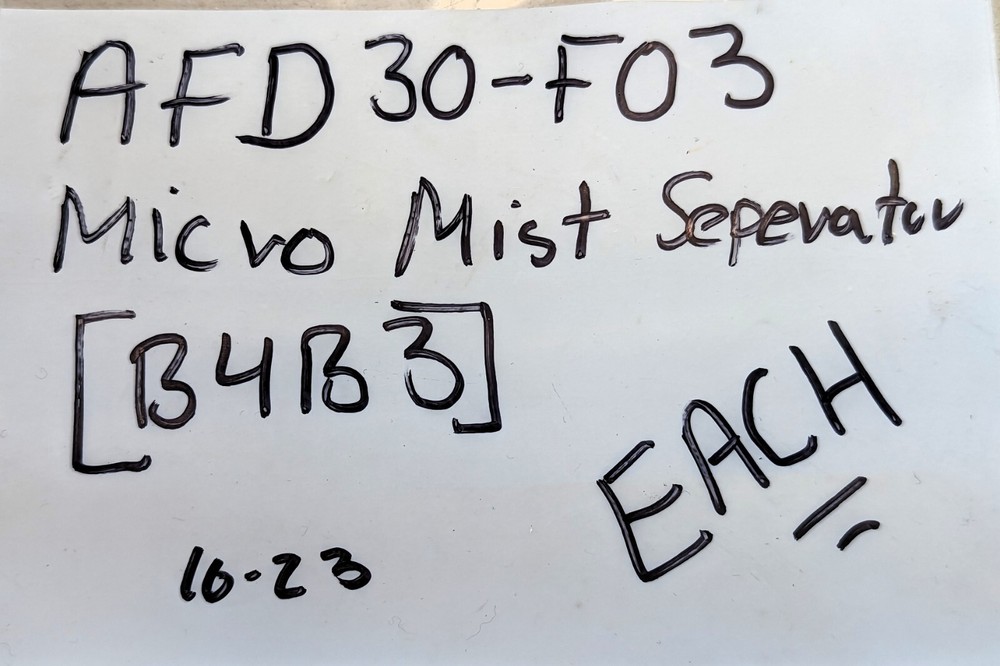 AFD30-F03
Micro Mist Seperator
[B4B3]
EACH
10-23